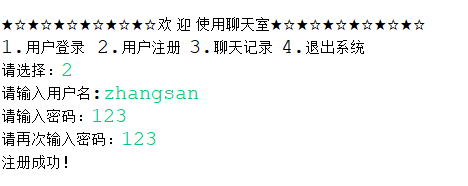 ★☆★☆★☆★☆★☆★☆★☆欢 迎 使用聊天室★☆★☆★☆★☆★☆★☆★☆
1.用户登录 2.用户注册 3.聊天记录 4.退出系统
请选择：2
请输入用户名:zhangsan
请输入密码：123
请再次输入密码：123
注册成功!